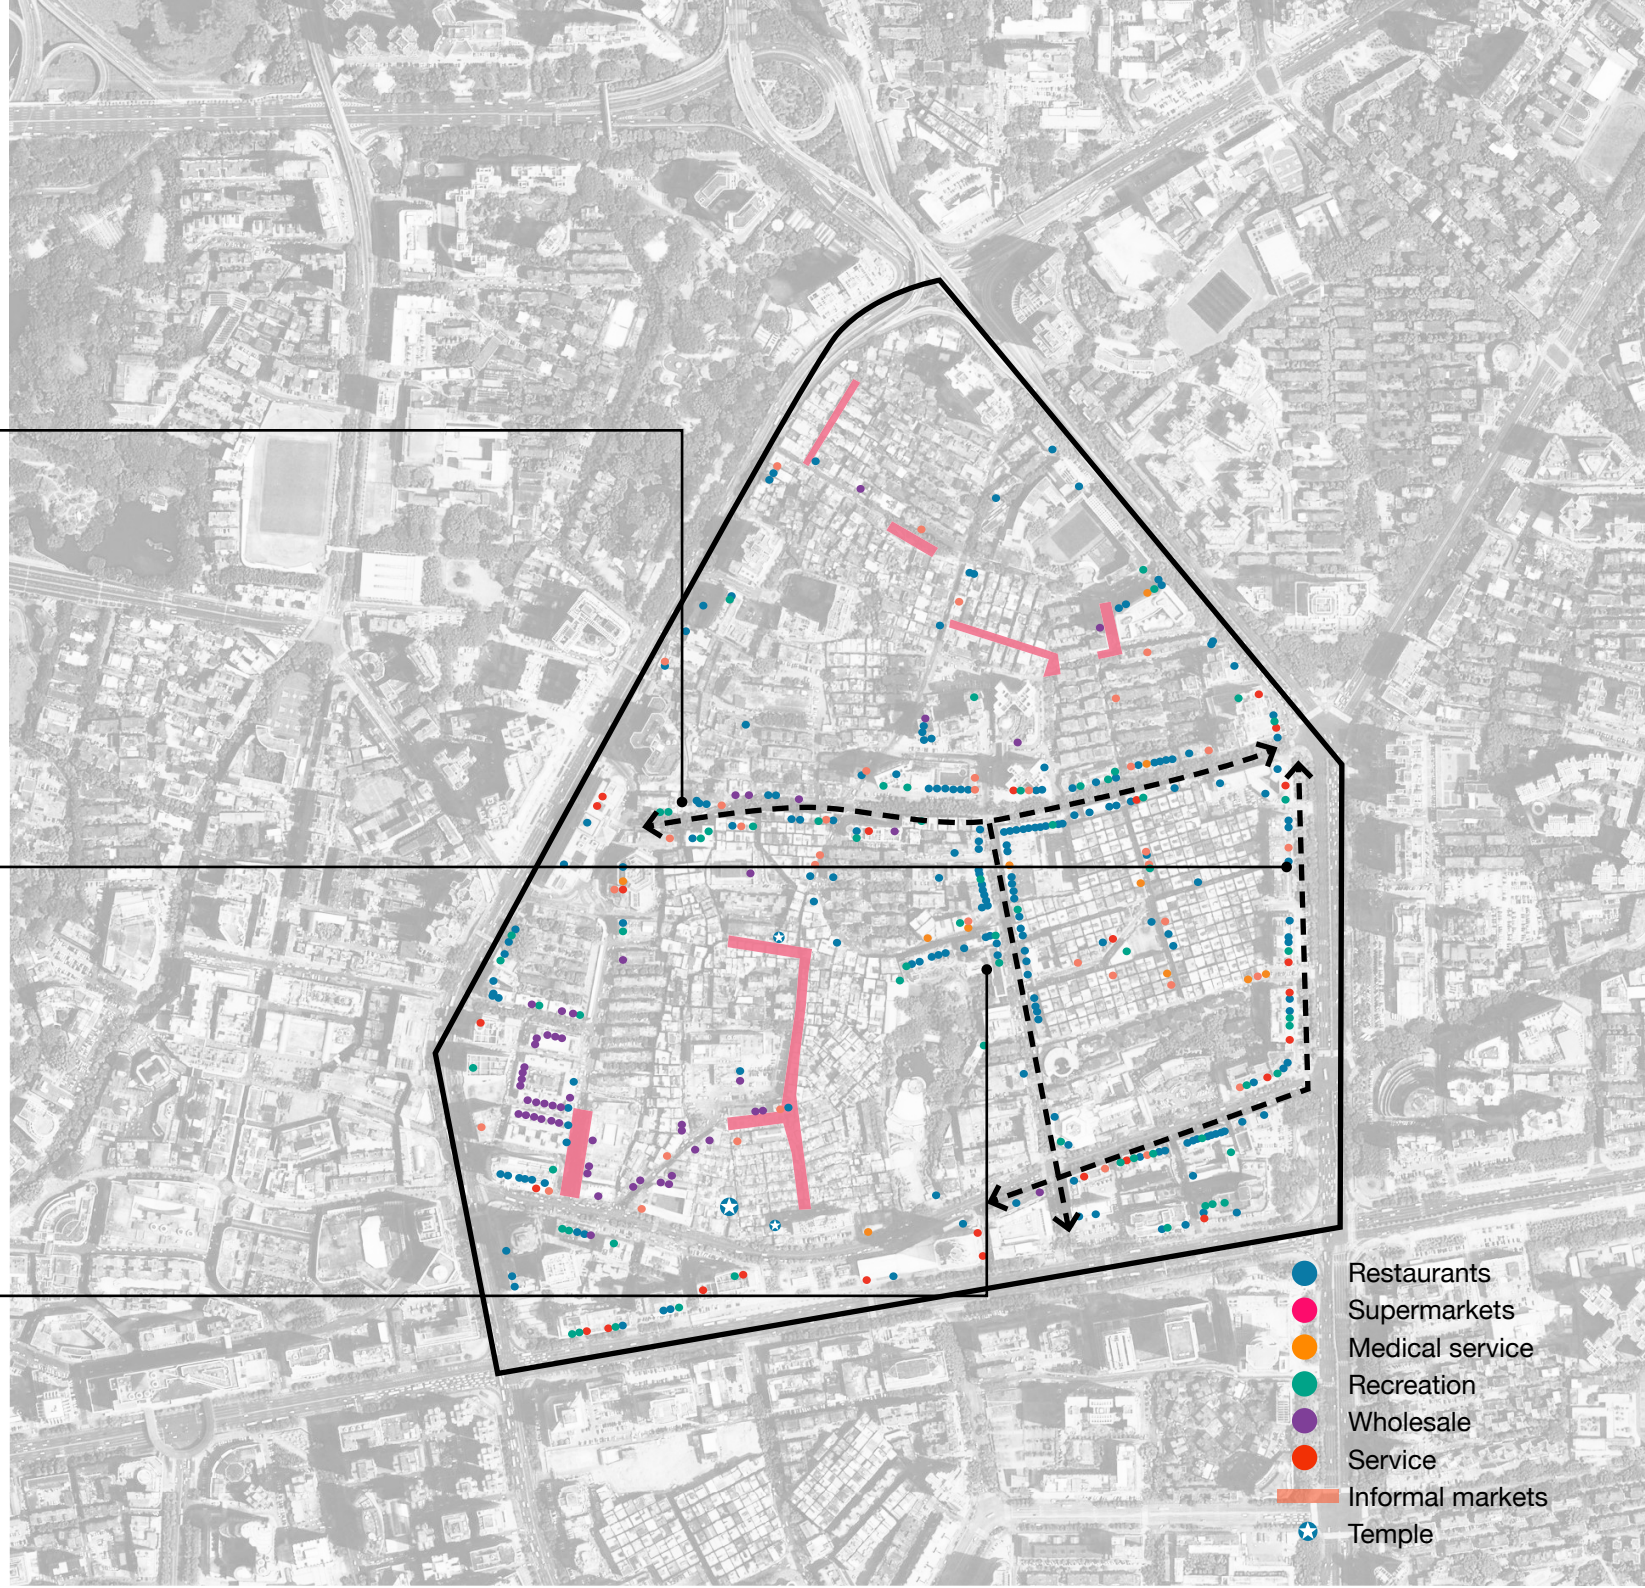 Restaurants
Supermarkets
Medical service
Recreation
Wholesale
Service
Informal markets
Temple